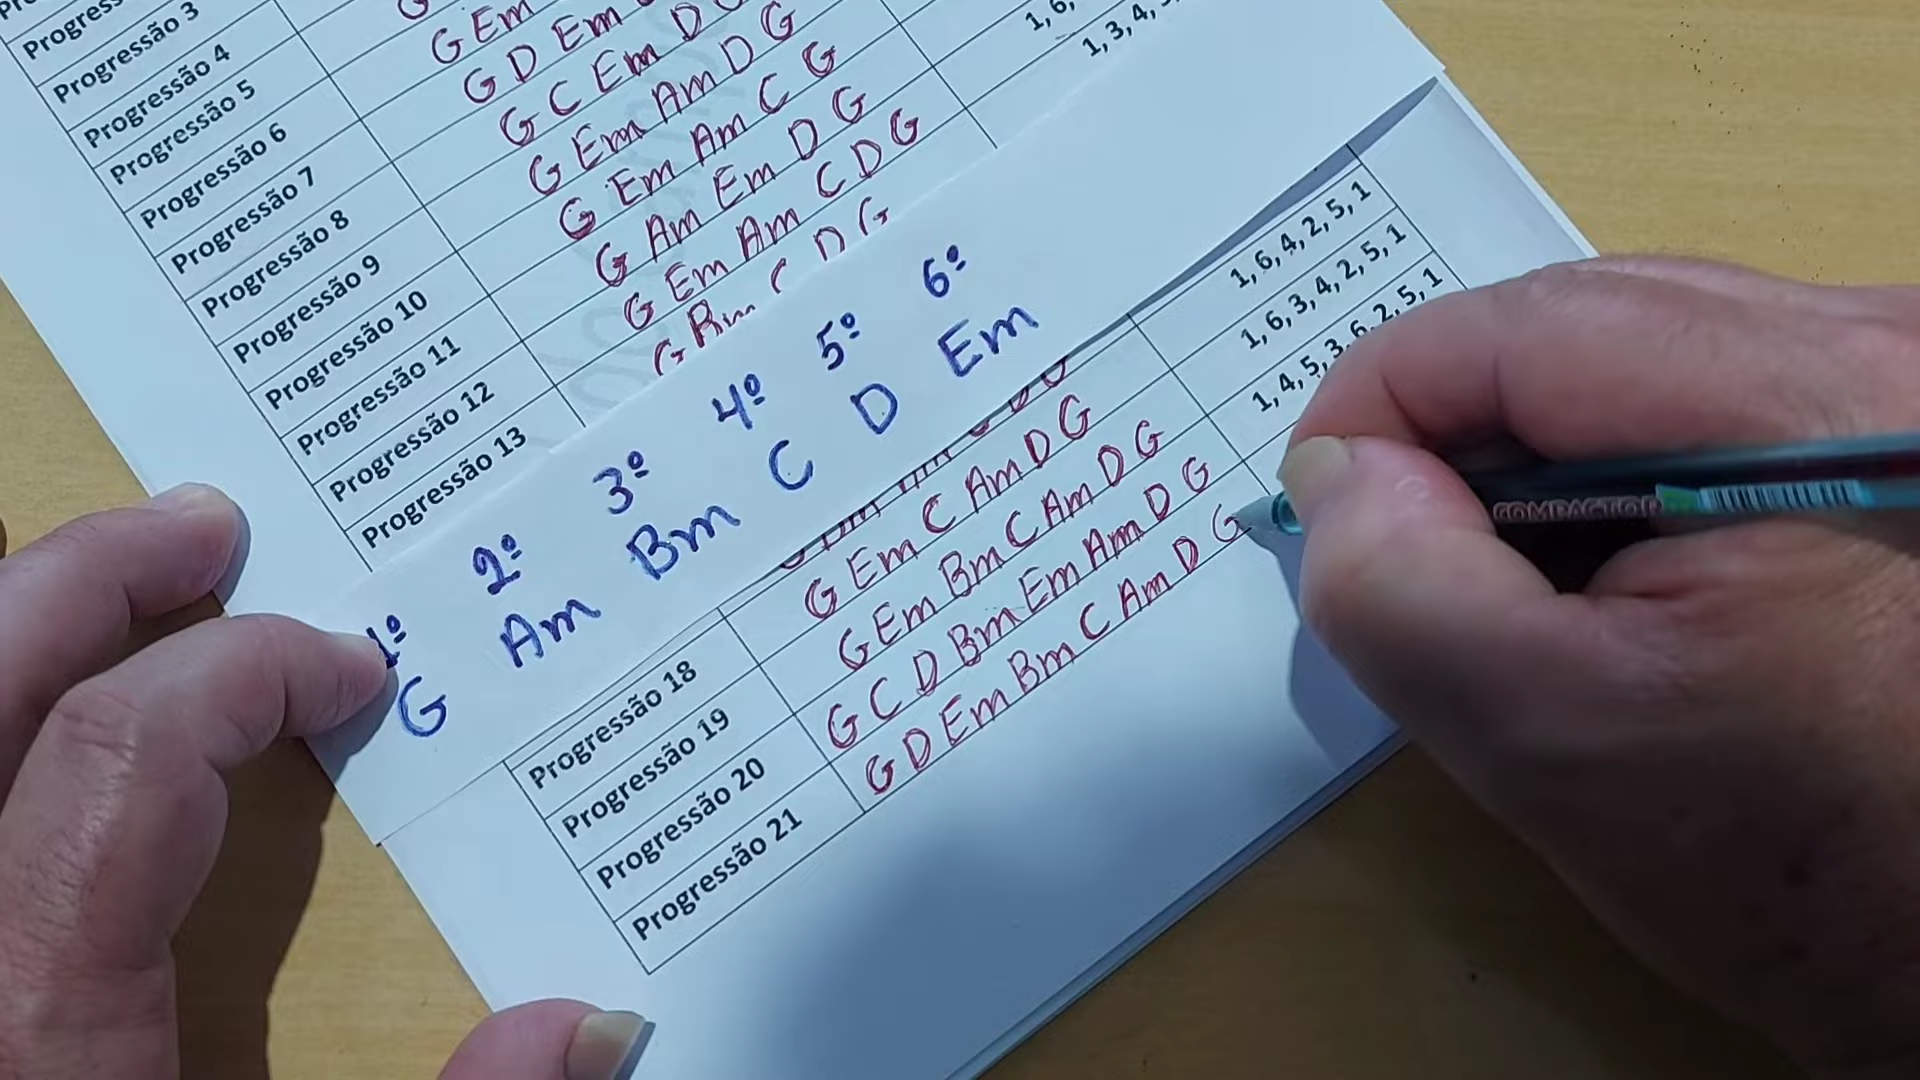 Progressão 3
Progressão 4
Progressão 5 G
Progressão 6 G Em
Progressão 7 G D Em
Progressão 8 G C Em D
Progressão 9 G Em Am D G
Progressão 10 G Em Am C G
Progressão 11 G Am Em D G
Progressão 12 G Em Am C D G 1, 6,
Progressão 13 G Bm C D G 1, 3, 4,
1º 2º 3º 4º 5º 6º
G Am Bm C D Em
Progressão 18 G Em C Am D G 1, 6, 4, 2, 5, 1
Progressão 19 G Em Bm C Am D G 1, 6, 3, 4, 2, 5, 1
Progressão 20 G C D Bm Em Am D G 1, 4, 5, 3, 6, 2, 5, 1
Progressão 21 G D Em Bm C Am D G
COMPACTOR